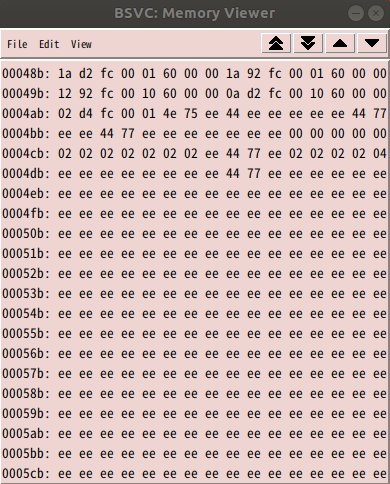 BSVC: Memory Viewer
File Edit View
00048b: 1a d2 fc 00 01 60 00 00 1a 92 fc 00 01 60 00 00
00049b: 12 92 fc 00 10 60 00 00 0a d2 fc 00 10 60 00 00
0004ab: 02 d4 fc 00 01 4e 75 ee 44 ee ee ee ee ee 44 77
0004bb: ee ee 44 77 ee ee ee ee ee ee ee 00 00 00 00 00
0004cb: 02 02 02 02 02 02 02 ee 44 77 ee 02 02 02 02 04
0004db: ee ee ee ee ee ee ee ee 44 77 ee ee ee ee ee ee
0004eb: ee ee ee ee ee ee ee ee ee ee ee ee ee ee ee ee
0004fb: ee ee ee ee ee ee ee ee ee ee ee ee ee ee ee ee
00050b: ee ee ee ee ee ee ee ee ee ee ee ee ee ee ee ee
00051b: ee ee ee ee ee ee ee ee ee ee ee ee ee ee ee ee
00052b: ee ee ee ee ee ee ee ee ee ee ee ee ee ee ee ee
00053b: ee ee ee ee ee ee ee ee ee ee ee ee ee ee ee ee
00054b: ee ee ee ee ee ee ee ee ee ee ee ee ee ee ee ee
00055b: ee ee ee ee ee ee ee ee ee ee ee ee ee ee ee ee
00056b: ee ee ee ee ee ee ee ee ee ee ee ee ee ee ee ee
00057b: ee ee ee ee ee ee ee ee ee ee ee ee ee ee ee ee
00058b: ee ee ee ee ee ee ee ee ee ee ee ee ee ee ee ee
00059b: ee ee ee ee ee ee ee ee ee ee ee ee ee ee ee ee
0005ab: ee ee ee ee ee ee ee ee ee ee ee ee ee ee ee ee
0005bb: ee ee ee ee ee ee ee ee ee ee ee ee ee ee ee ee
0005cb: ee ee ee ee ee ee ee ee ee ee ee ee ee ee ee ee